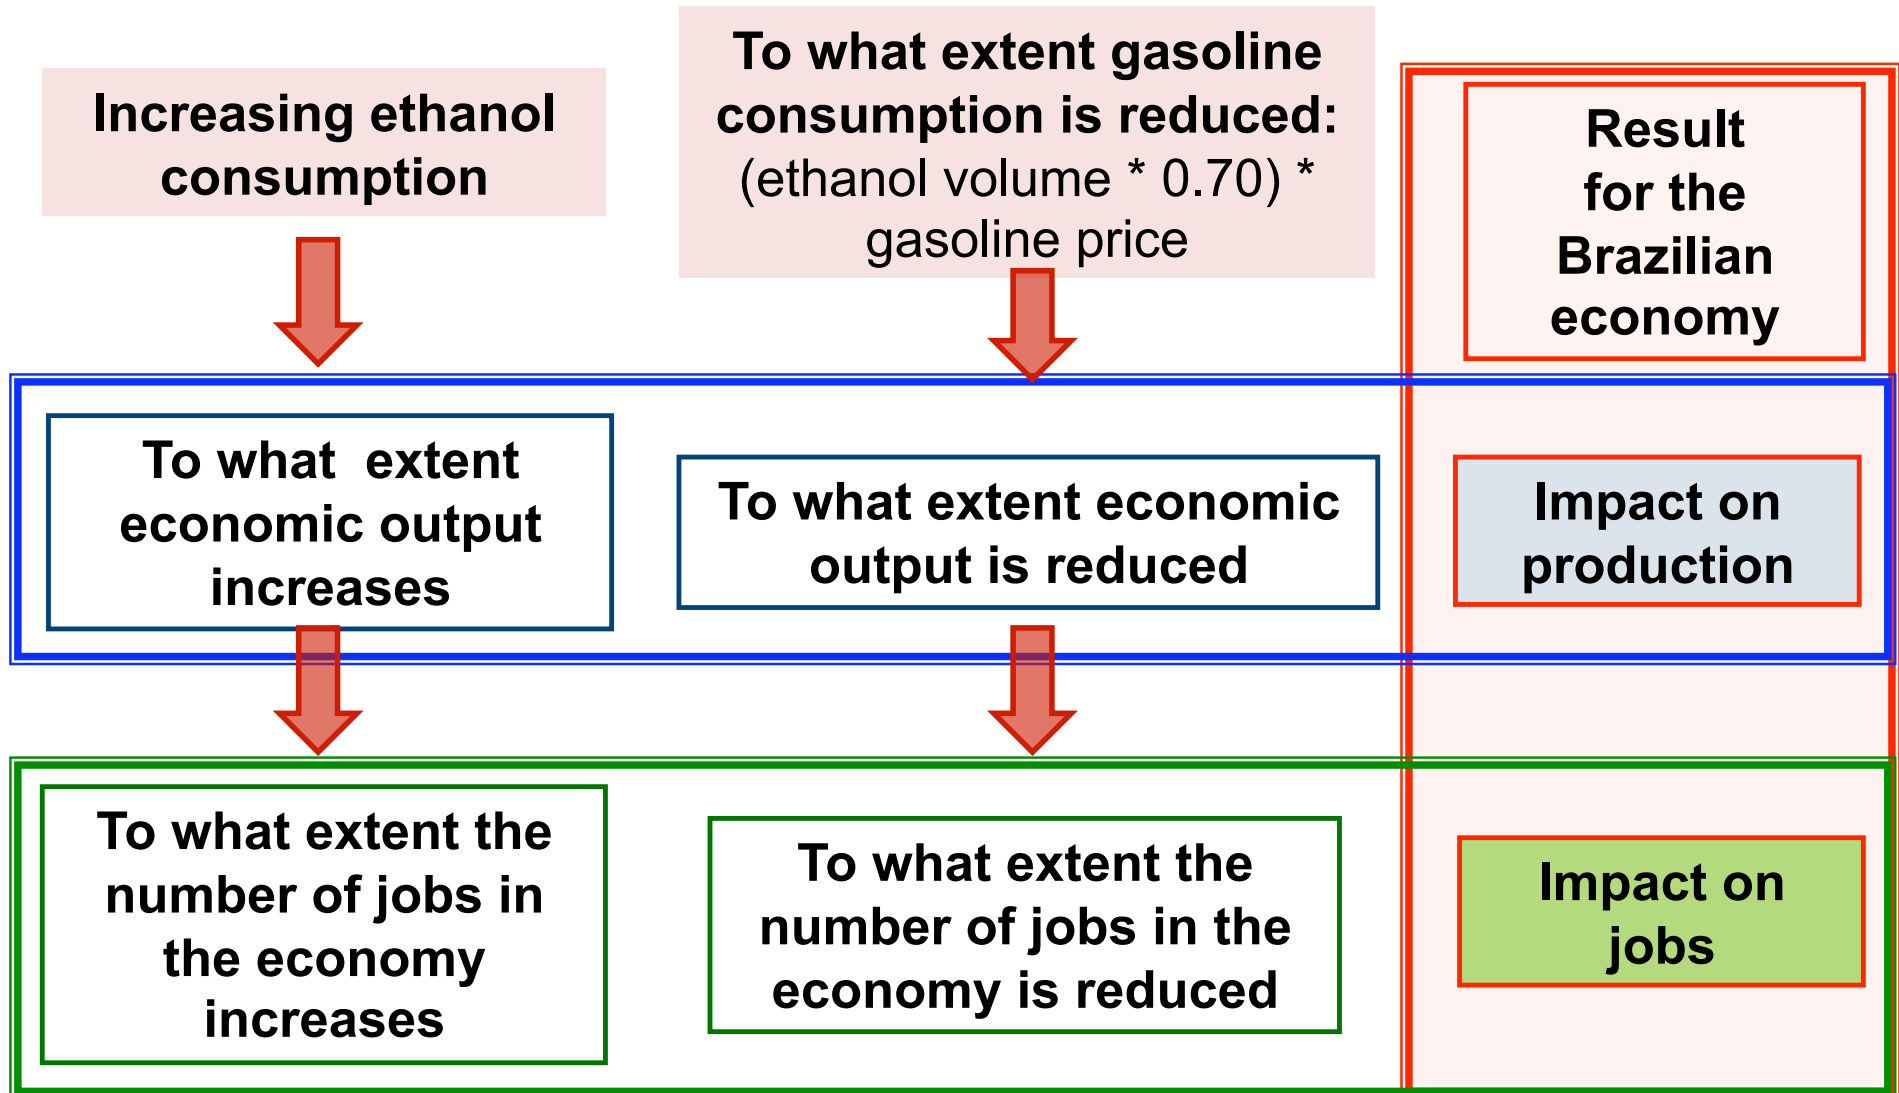 Increasing ethanol
consumption
To what extent gasoline
consumption is reduced:
(ethanol volume * 0.70) *
gasoline price
Result
for the
Brazilian
economy
To what  extent
economic output
increases
To what extent economic
output is reduced
Impact on
production
To what extent the
number of jobs in
the economy
increases
To what extent the
number of jobs in the
economy is reduced
Impact on
jobs